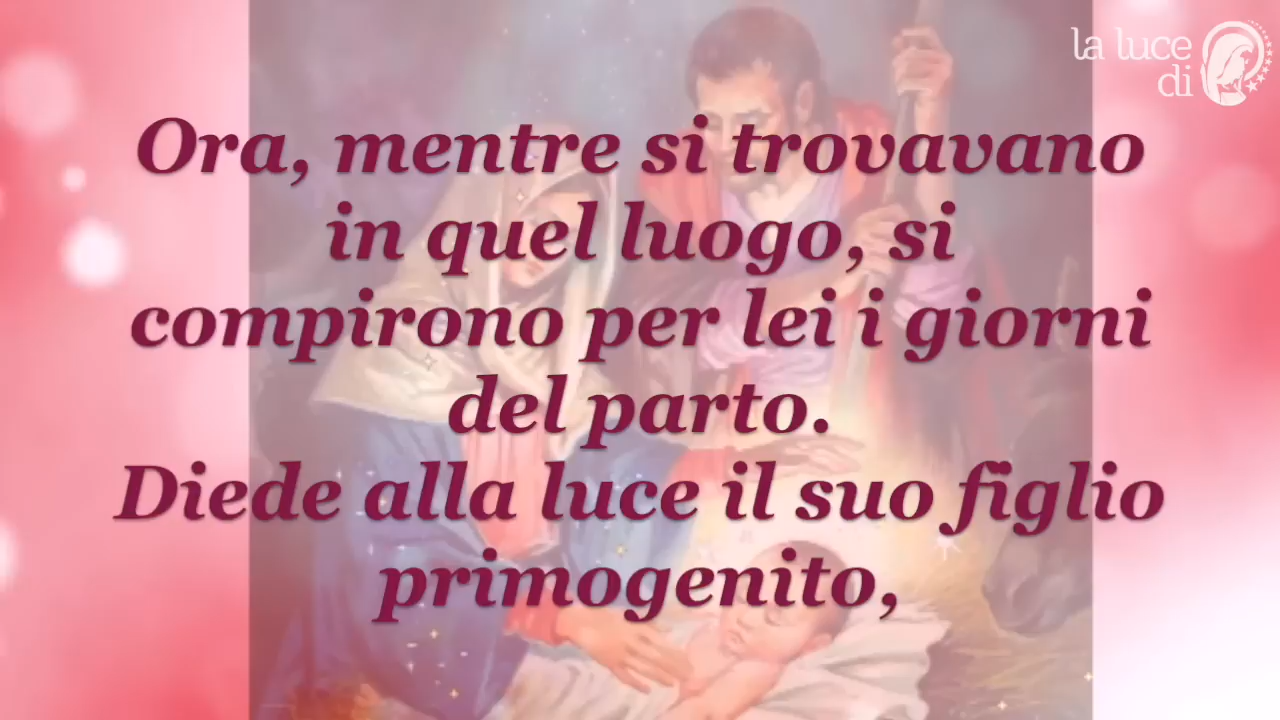 la luce
di
Ora, mentre si trovavano
in quel luogo, si
compirono per lei i giorni
del parto.
Diede alla luce il suo figlio
primogenito,